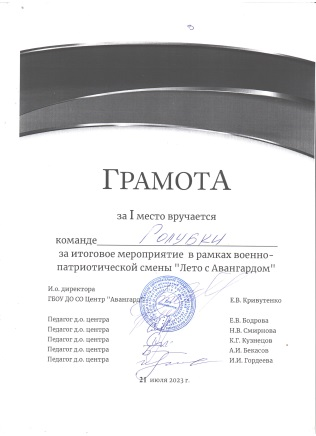 ГРАМОТА
за I место вручается
команде Голубки
за итоговое мероприятие в рамках военно-
патриотической смены "Лето с Авангардом"
И.о. директора
ГБОУ ДО СО Центр "Авангард" Е.В. Кривутенко
Педагог д.о. центра Е.В. Бодрова
Педагог д.о. центра Н.В. Смирнова
Педагог д.о. центра К.Г. Кузнецов
Педагог д.о. центра А.И. Бекасов
Педагог д.о. центра И.И. Гордеева
21 июля 2023 г.